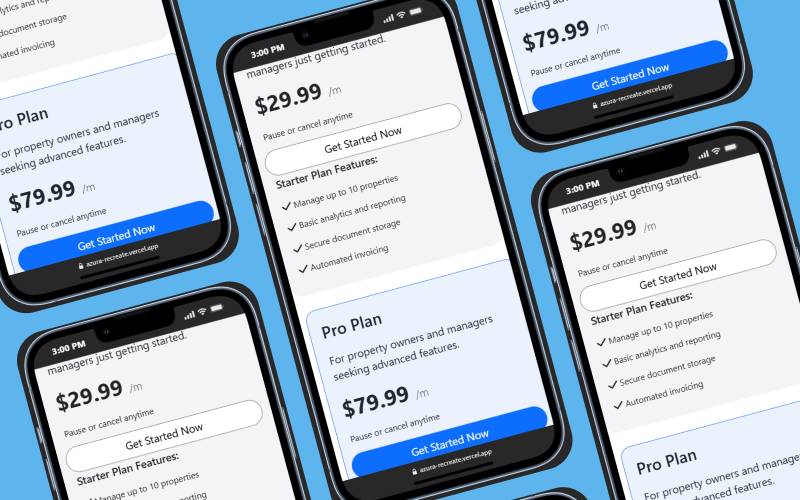 document storage
Automated invoicing
Pro Plan
For property owners and managers
seeking advanced features.
$79.99 /m
Pause or cancel anytime
Get Started Now
azura-recreate.vercel.app
3:00 PM
managers just getting started.
$29.99 /m
Pause or cancel anytime
Get Started Now
Starter Plan Features:
Manage up to 10 properties
3:00 PM
managers just getting started.
$29.99 /m
Pause or cancel anytime
Get Started Now
Starter Plan Features:
Manage up to 10 properties
Basic analytics and reporting
Secure document storage
Automated invoicing
Pro Plan
For property owners and managers
seeking advanced features.
$79.99 /m
Pause or cancel anytime
Get Started Now
azura-recreate.vercel.app
$79.99 /m
Pause or cancel anytime
Get Started Now
azura-recreate.vercel.app
3:00 PM
managers just getting started.
$29.99 /m
Pause or cancel anytime
Get Started Now
Starter Plan Features:
Manage up to 10 properties
Basic analytics and reporting
Secure document storage
Automated invoicing
Pro Plan
For property owners and managers
seeking advanced features.